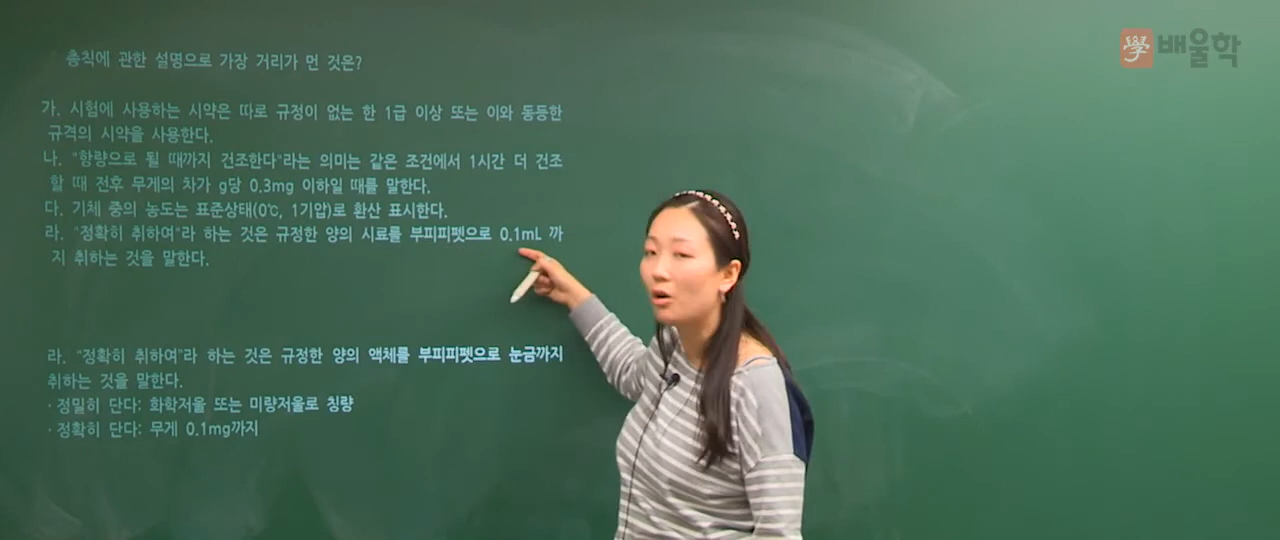 學 배울학
총칙에 관한 설명으로 가장 거리가 먼 것은?
가. 시험에 사용하는 시약은 따로 규정이 없는 한 1급 이상 또는 이와 동등한
규격의 시약을 사용한다.
나. "항량으로 될 때까지 건조한다"라는 의미는 같은 조건에서 1시간 더 건조
할 때 전후 무게의 차가 g당 0.3mg 이하일 때를 말한다.
다. 기체 중의 농도는 표준상태(0℃, 1기압)로 환산 표시한다.
라. "정확히 취하여"라 하는 것은 규정한 양의 시료를 부피피펫으로 0.1mL 까
지 취하는 것을 말한다.
라. "정확히 취하여"라 하는 것은 규정한 양의 액체를 부피피펫으로 눈금까지
취하는 것을 말한다.
· 정밀히 단다: 화학저울 또는 미량저울로 칭량
· 정확히 단다: 무게 0.1mg까지